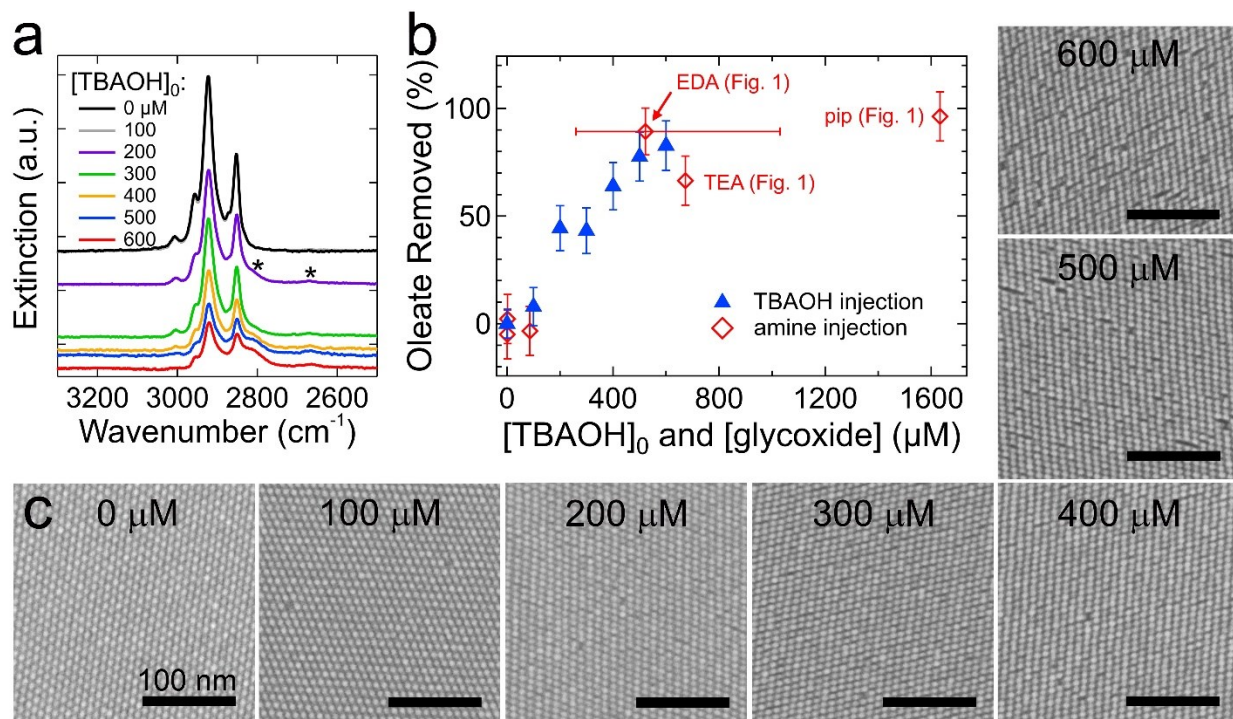 a
[TBAOH]₀:
0 µM
100
200
300
400
500
600
*
*
Extinction (a.u.)
3200
3000
2800
2600
Wavenumber (cm⁻¹)
b
Oleate Removed (%)
100
50
0
EDA (Fig. 1)
pip (Fig. 1)
TEA (Fig. 1)
TBAOH injection
amine injection
0
400
800
1200
1600
[TBAOH]₀ and [glycoxide] (µM)
600 µM
500 µM
c
0 µM
100 nm
100 µM
200 µM
300 µM
400 µM